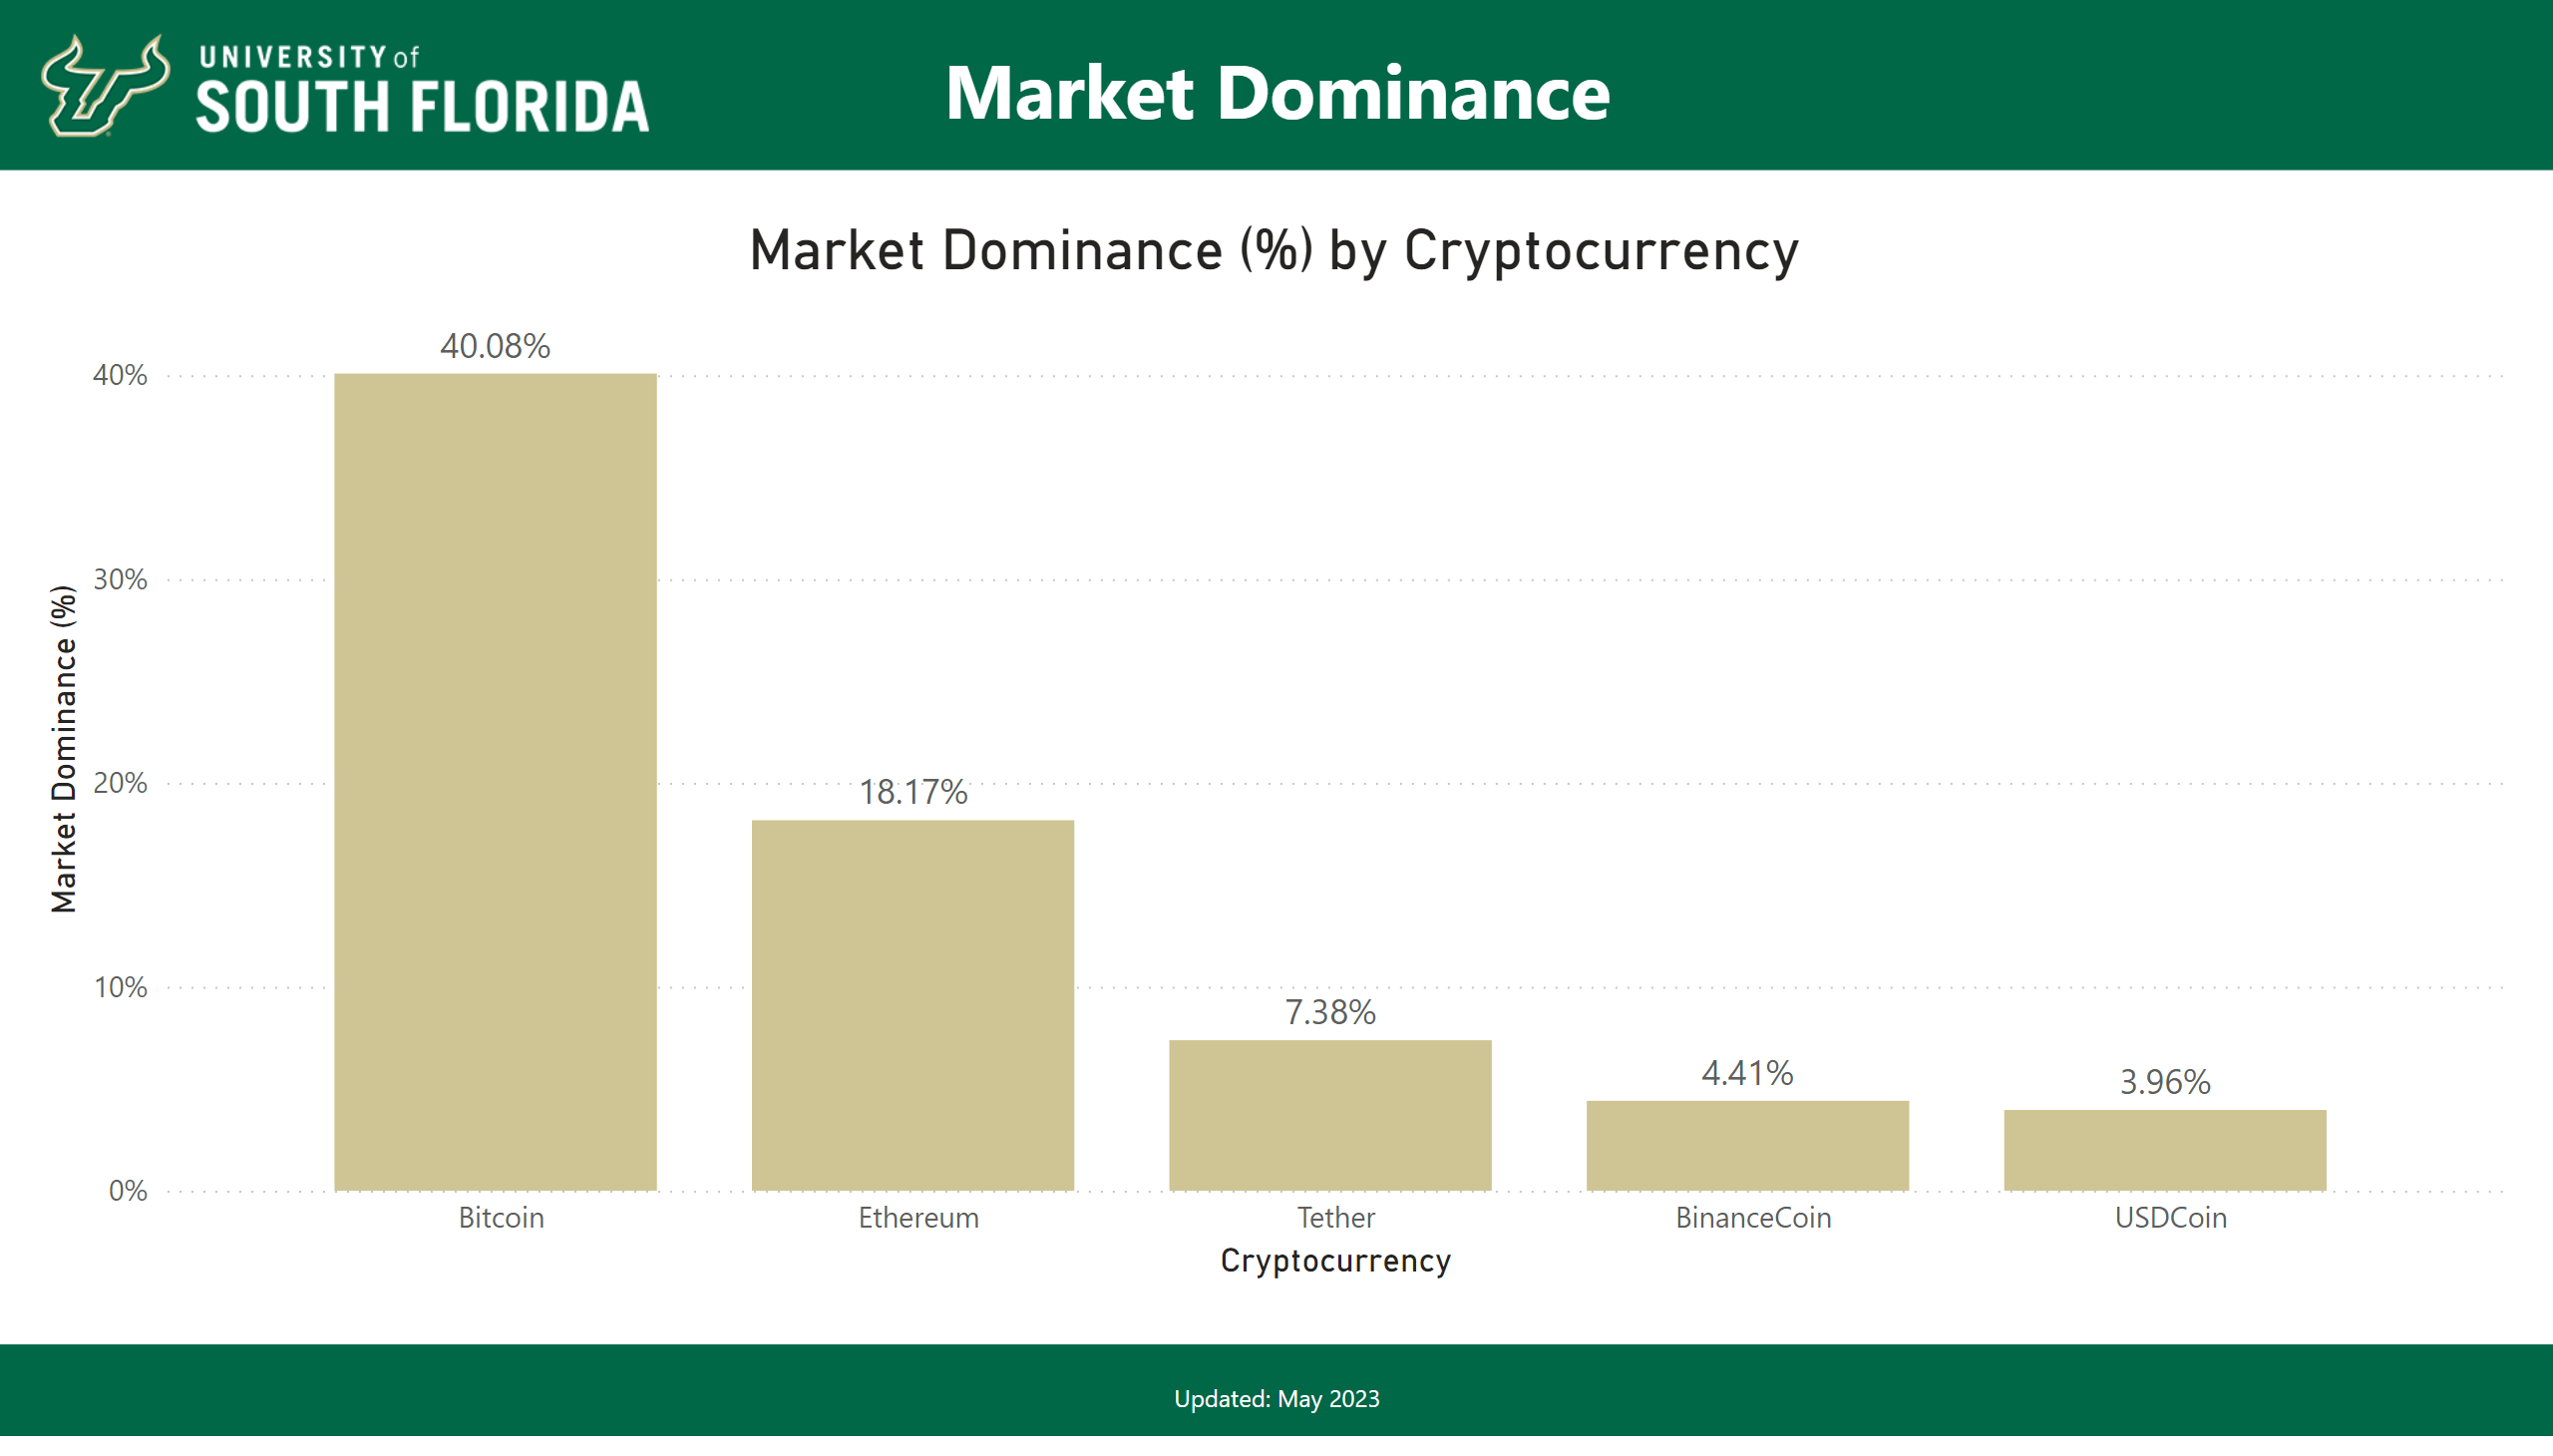 UNIVERSITY of
SOUTH FLORIDA
Market Dominance
Market Dominance (%) by Cryptocurrency
Market Dominance (%)
40%
30%
20%
10%
0%
40.08%
18.17%
7.38%
4.41%
3.96%
Bitcoin
Ethereum
Tether
BinanceCoin
USDCoin
Cryptocurrency
Updated: May 2023